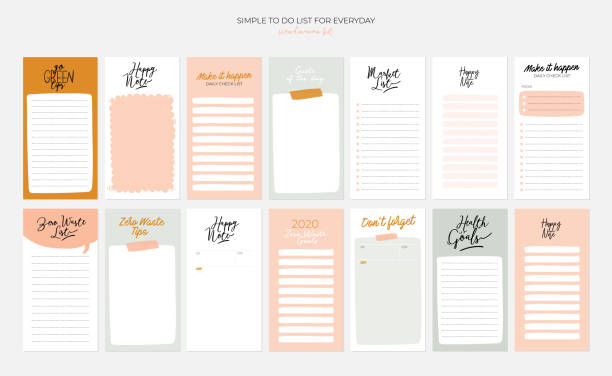 SIMPLE TO DO LIST FOR EVERYDAY
go
GREEN
tips
Happy
Note
Make it happen
DAILY CHECK LIST
Quote
of the day
Market
List
Happy
Note
Make it happen
DAILY CHECK LIST
Zero Waste
List
Zero Waste
Tips
Happy
Note
2020
Zero Waste
Goals
Don't forget
Health
Goals
Happy
Note